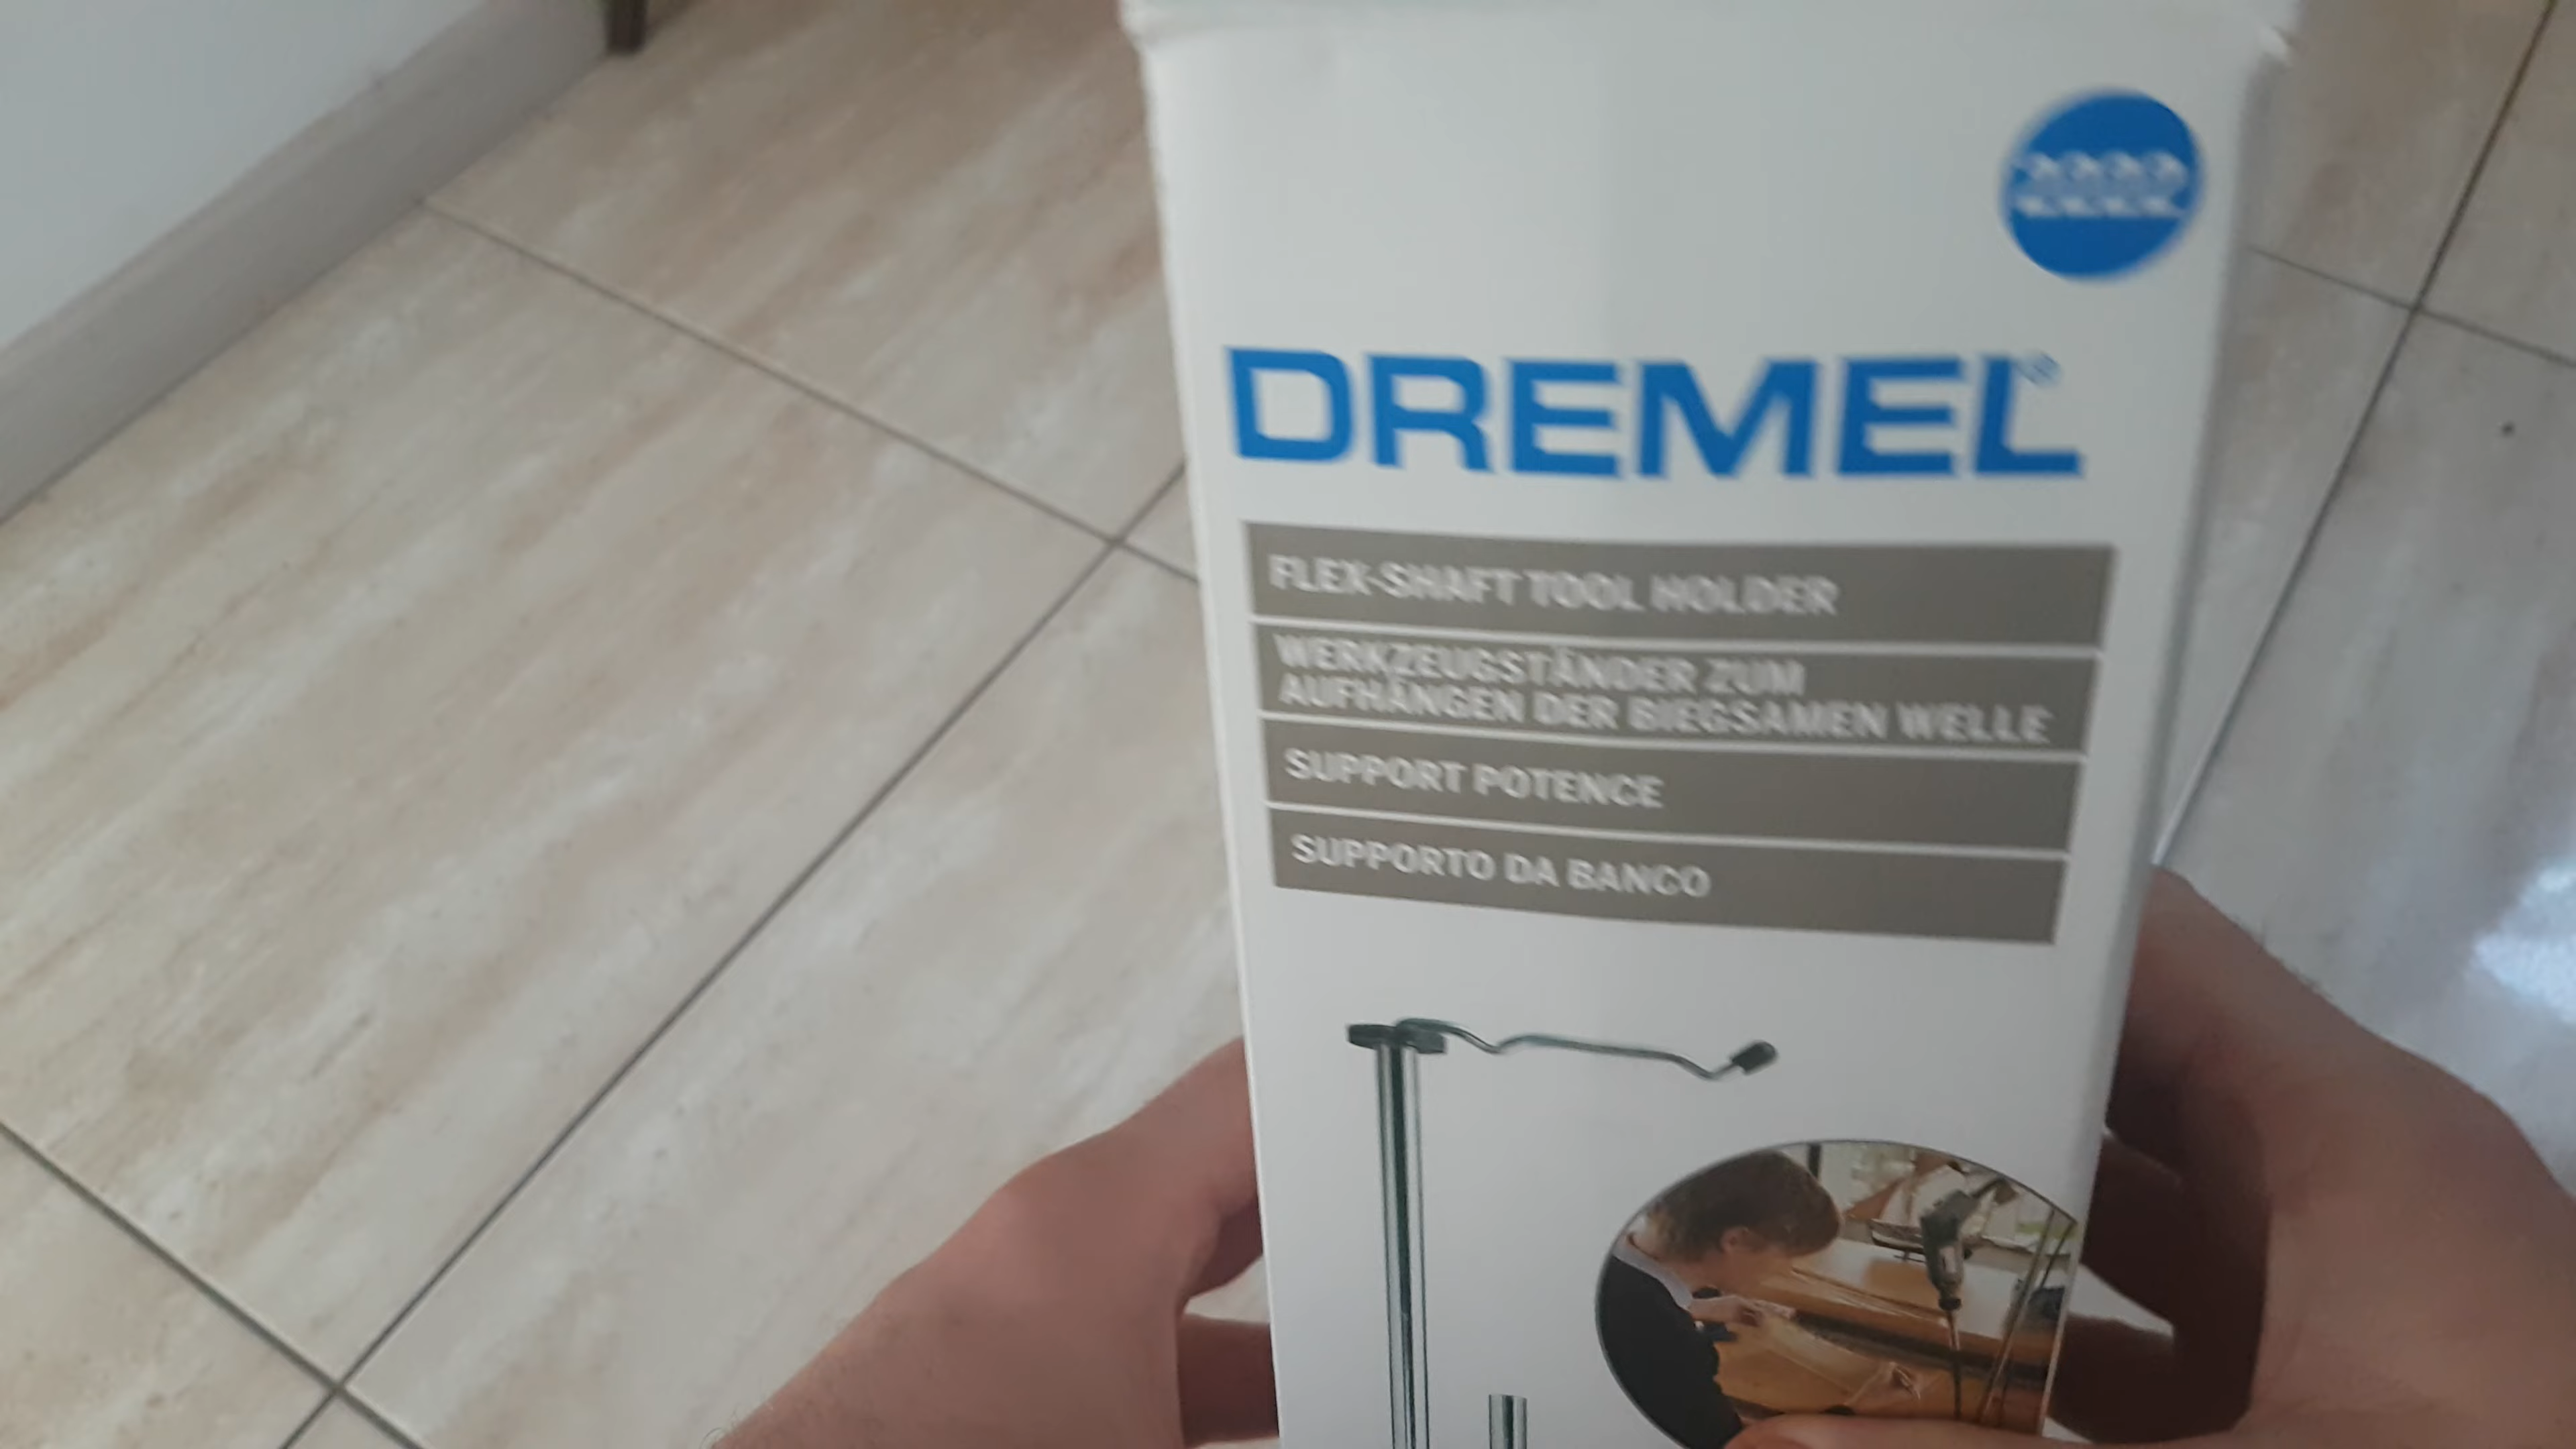 DREMEL®
FLEX-SHAFT TOOL HOLDER
WERKZEUGSTÄNDER ZUM
AUFHÄNGEN DER BIEGSAMEN WELLE
SUPPORT POTENCE
SUPPORTO DA BANCO